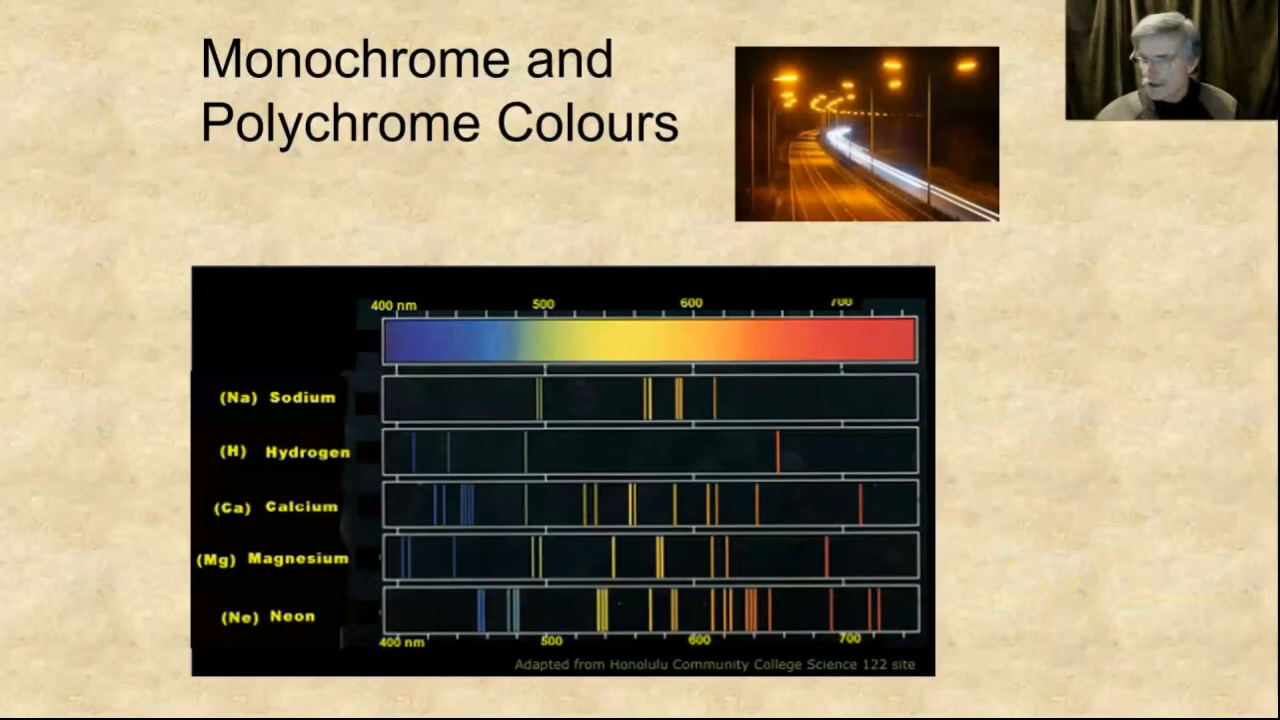 Monochrome and
Polychrome Colours
400 nm 500 600 700
(Na) Sodium
(H) Hydrogen
(Ca) Calcium
(Mg) Magnesium
(Ne) Neon
400 nm 500 600 700
Adapted from Honolulu Community College Science 122 site